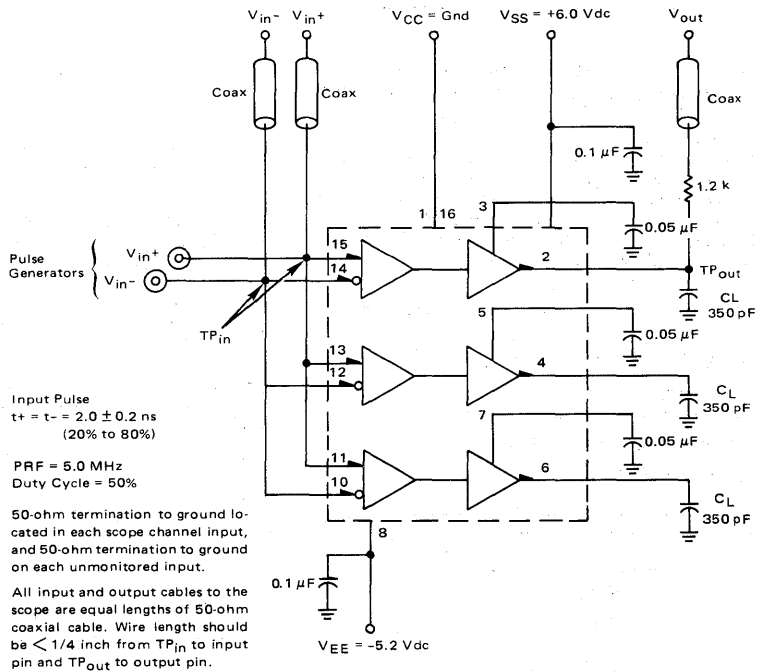 Vin- Vin+ VCC = Gnd VSS = +6.0 Vdc Vout
Coax Coax Coax
0.1 µF
1.2 k
1 16 3
0.05 µF
Pulse
Generators
Vin+
Vin-
15
14
2
TPout
CL
350 pF
TPin
5
0.05 µF
13
12
4
CL
350 pF
7
0.05 µF
11
10
6
CL
350 pF
8
0.1 µF
VEE = -5.2 Vdc
Input Pulse
t+ = t- = 2.0 ± 0.2 ns
(20% to 80%)
PRF = 5.0 MHz
Duty Cycle = 50%
50-ohm termination to ground lo-
cated in each scope channel input,
and 50-ohm termination to ground
on each unmonitored input.
All input and output cables to the
scope are equal lengths of 50-ohm
coaxial cable. Wire length should
be < 1/4 inch from TPin to input
pin and TPout to output pin.